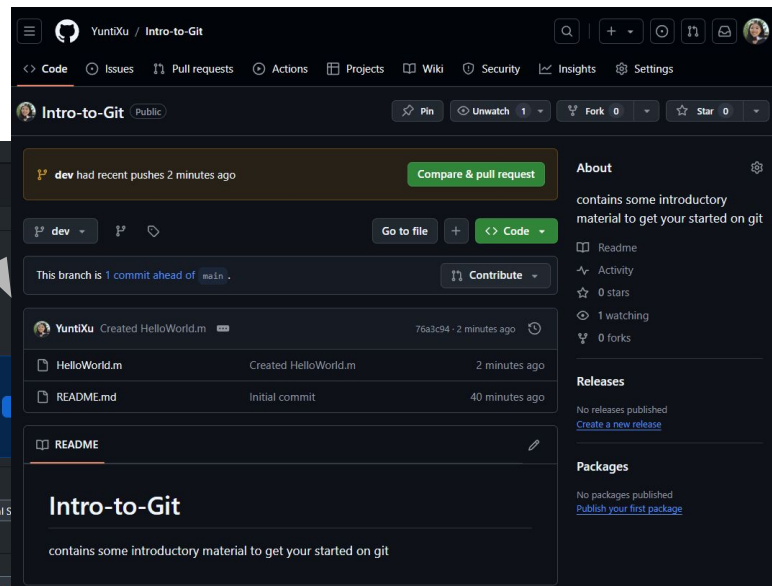 YuntiXu / Intro-to-Git
Code Issues Pull requests Actions Projects Wiki Security Insights Settings
Intro-to-Git Public Pin Unwatch 1 Fork 0 Star 0
dev had recent pushes 2 minutes ago Compare & pull request
dev Go to file Code
This branch is 1 commit ahead of main . Contribute
YuntiXu Created HelloWorld.m 76a3c94 · 2 minutes ago
HelloWorld.m Created HelloWorld.m 2 minutes ago
README.md Initial commit 40 minutes ago
README
Intro-to-Git
contains some introductory material to get your started on git
About
contains some introductory
material to get your started on git
Readme
Activity
0 stars
1 watching
0 forks
Releases
No releases published
Create a new release
Packages
No packages published
Publish your first package